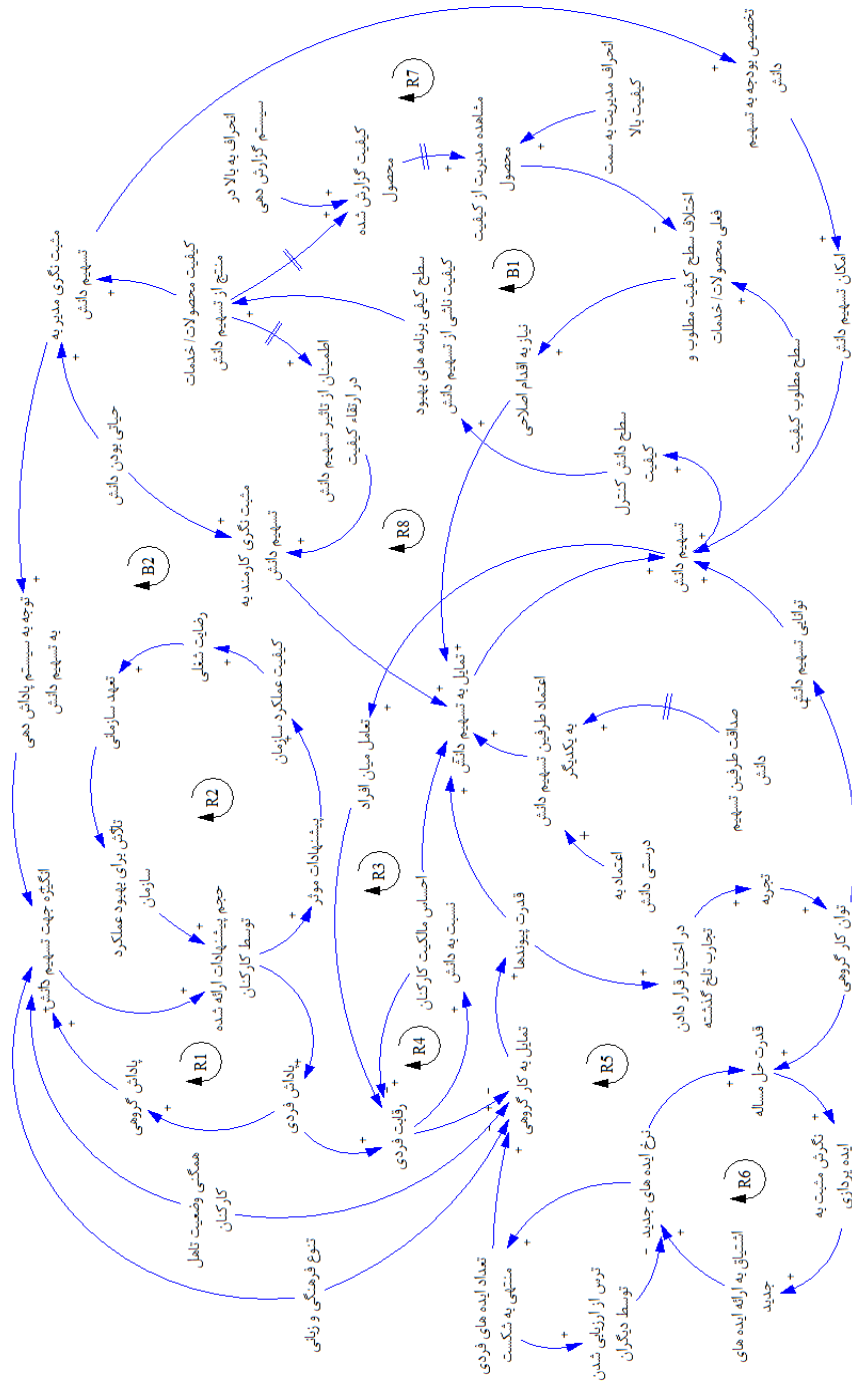 مثبت نگری مدیر به
تسهیم دانش
توجه به سیستم پاداش دهی
به تسهیم دانش
انگیزه جهت تسهیم دانش
حیاتی بودن دانش
تعهد سازمانی
تلاش برای بهبود عملکرد
سازمان
پاداش گروهی
همگنی وضعیت تاهل
کارکنان
تنوع فرهنگی و زبانی
کیفیت محصولات/خدمات
منتج از تسهیم دانش
B2
رضایت شغلی
R2
حجم پیشنهادات ارائه شده
توسط کارکنان
R1
پاداش فردی
انحراف به بالا در
سیستم گزارش دهی
مثبت نگری کارمند به
تسهیم دانش
کیفیت عملکرد سازمان
پیشنهادات موثر
اطمینان از تاثیر تسهیم دانش
در ارتقاء کیفیت
کیفیت گزارش شده
محصول
R7
R8
تعامل میان افراد
R3
احساس مالکیت کارکنان
نسبت به دانش
R4
رقابت فردی
سطح کیفی برنامه های بهبود
کیفیت ناشی از تسهیم دانش
مشاهده مدیریت از کیفیت
محصول
B1
تمایل به تسهیم دانش
قدرت پیوندها
تمایل به کار گروهی
تعداد ایده های فردی
منتهی به شکست
انحراف مدیریت به سمت
کیفیت بالا
نیاز به اقدام اصلاحی
سطح دانش کنترل
کیفیت
اعتماد طرفین تسهیم دانش
به یکدیگر
اعتماد به
درستی دانش
R5
ترس از ارزیابی شدن
توسط دیگران
نرخ ایده های جدید
اختلاف سطح کیفیت مطلوب و
فعلی محصولات/خدمات
تسهیم دانش
صداقت طرفین تسهیم
دانش
در اختیار قرار دادن
تجارب تلخ گذشته
تجربه
قدرت حل مساله
R6
اشتیاق به ارائه ایده های
جدید
تخصیص بودجه به تسهیم
دانش
سطح مطلوب کیفیت
امکان تسهیم دانش
توانایی تسهیم دانش
توان کار گروهی
نگرش مثبت به
ایده پردازی